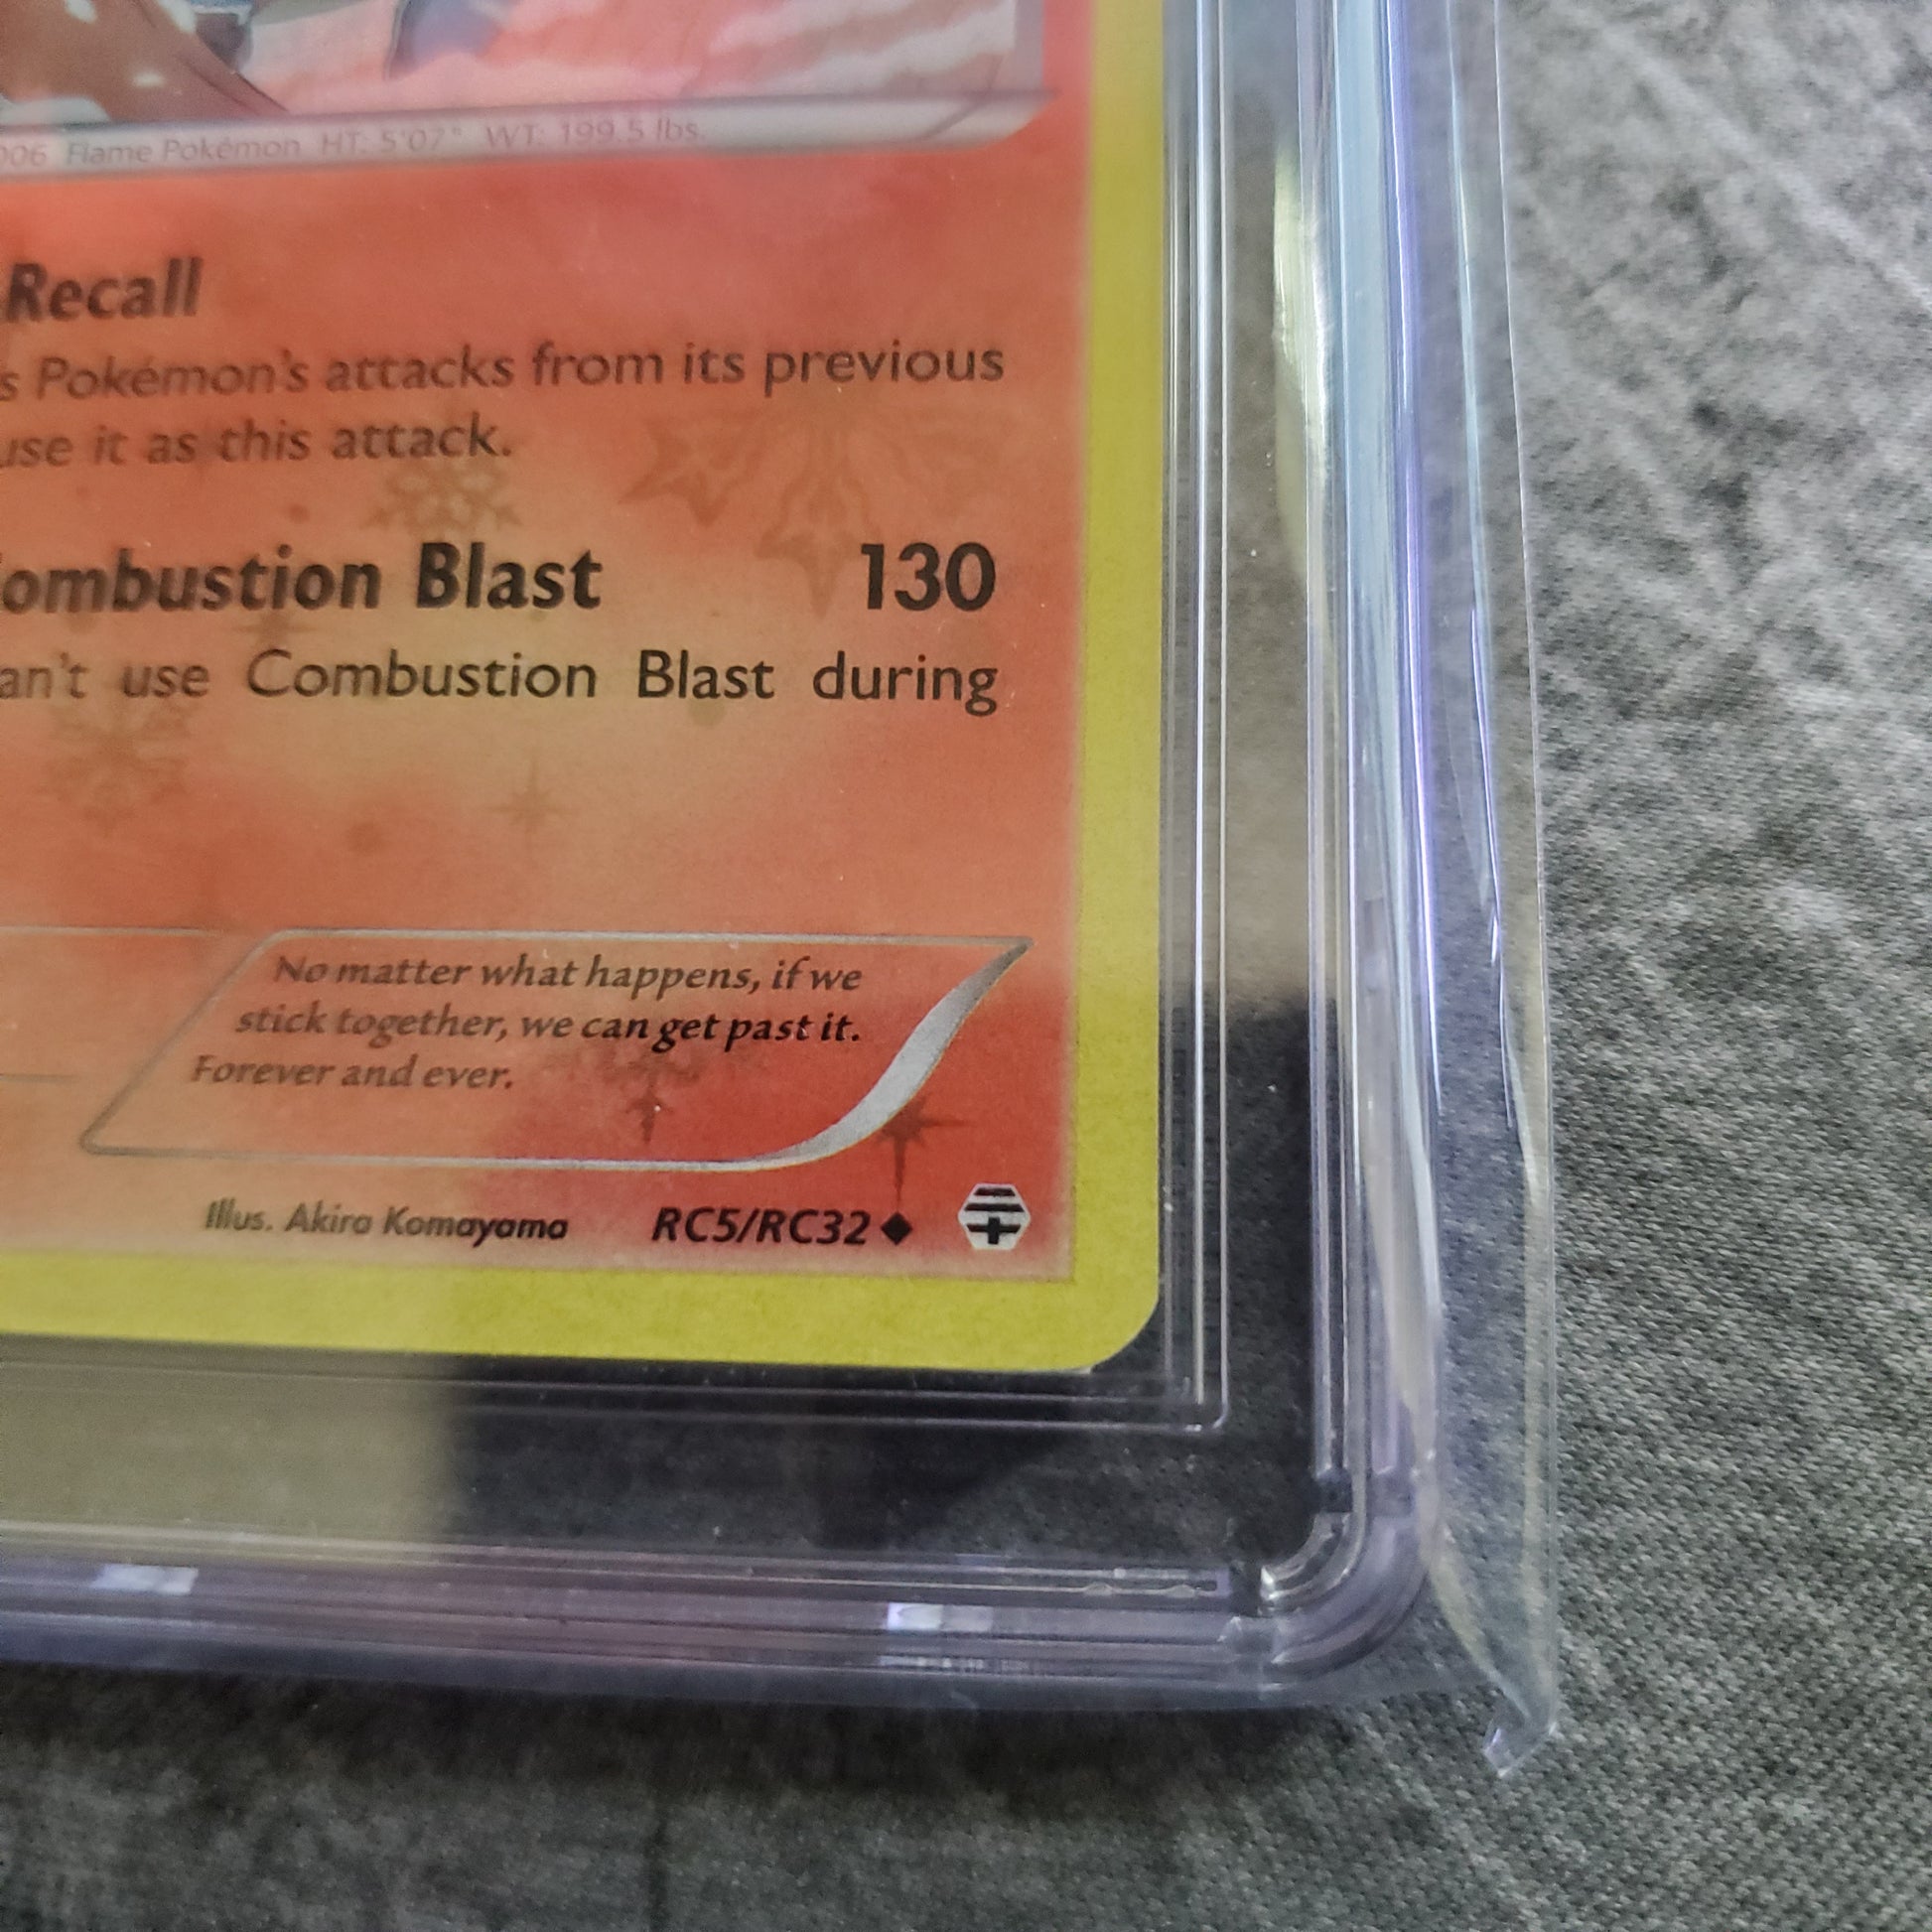 006 Flame Pokémon HT: 5'07" WT: 199.5 lbs.
Recall
s Pokémon's attacks from its previous
use it as this attack.
ombustion Blast 130
an't use Combustion Blast during
No matter what happens, if we
stick together, we can get past it.
Forever and ever.
Illus. Akira Komayama RC5/RC32